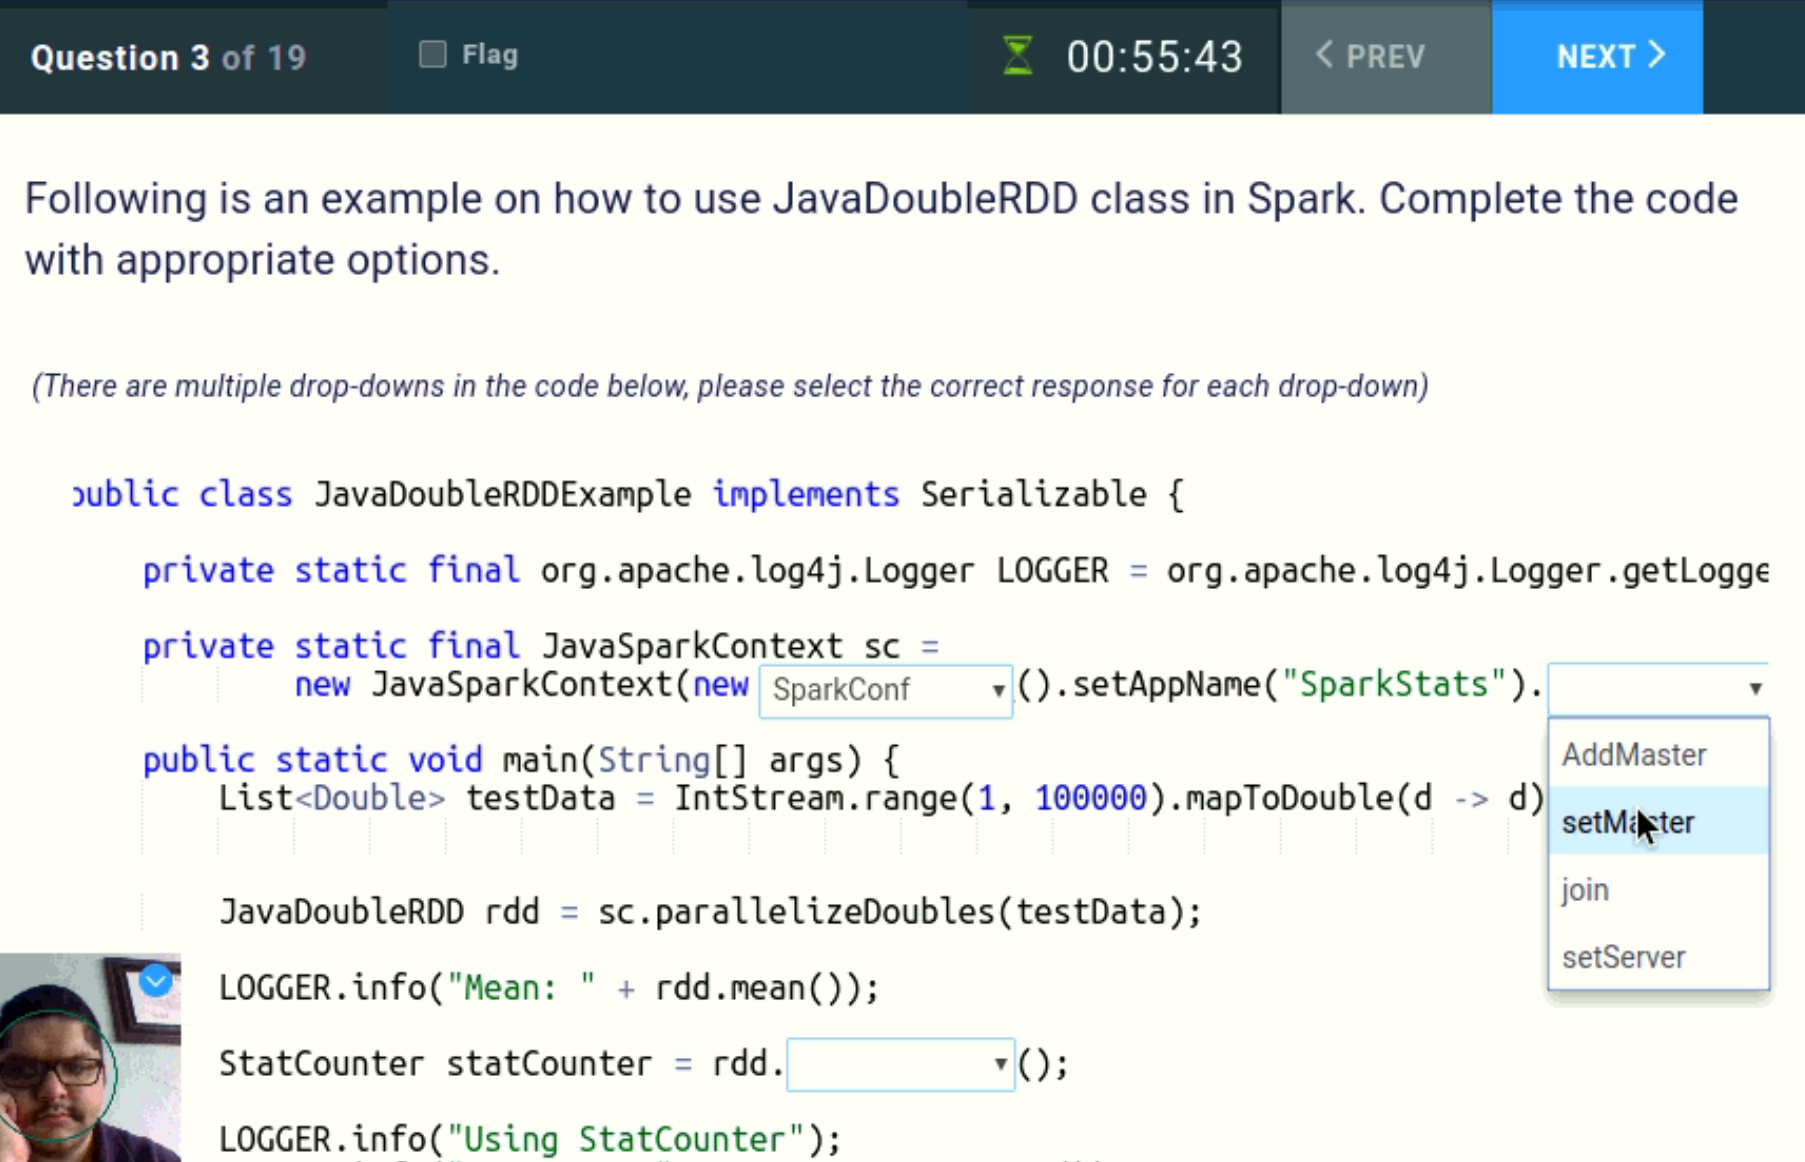 Question 3 of 19
Flag
00:55:43
PREV
NEXT
Following is an example on how to use JavaDoubleRDD class in Spark. Complete the code
with appropriate options.
(There are multiple drop-downs in the code below, please select the correct response for each drop-down)
public class JavaDoubleRDDExample implements Serializable {
private static final org.apache.log4j.Logger LOGGER = org.apache.log4j.Logger.getLogge
private static final JavaSparkContext sc =
new JavaSparkContext(new SparkConf ().setAppName("SparkStats").
AddMaster
setMaster
join
setServer
public static void main(String[] args) {
List<Double> testData = IntStream.range(1, 100000).mapToDouble(d -> d)
JavaDoubleRDD rdd = sc.parallelizeDoubles(testData);
LOGGER.info("Mean: " + rdd.mean());
StatCounter statCounter = rdd. ();
LOGGER.info("Using StatCounter");